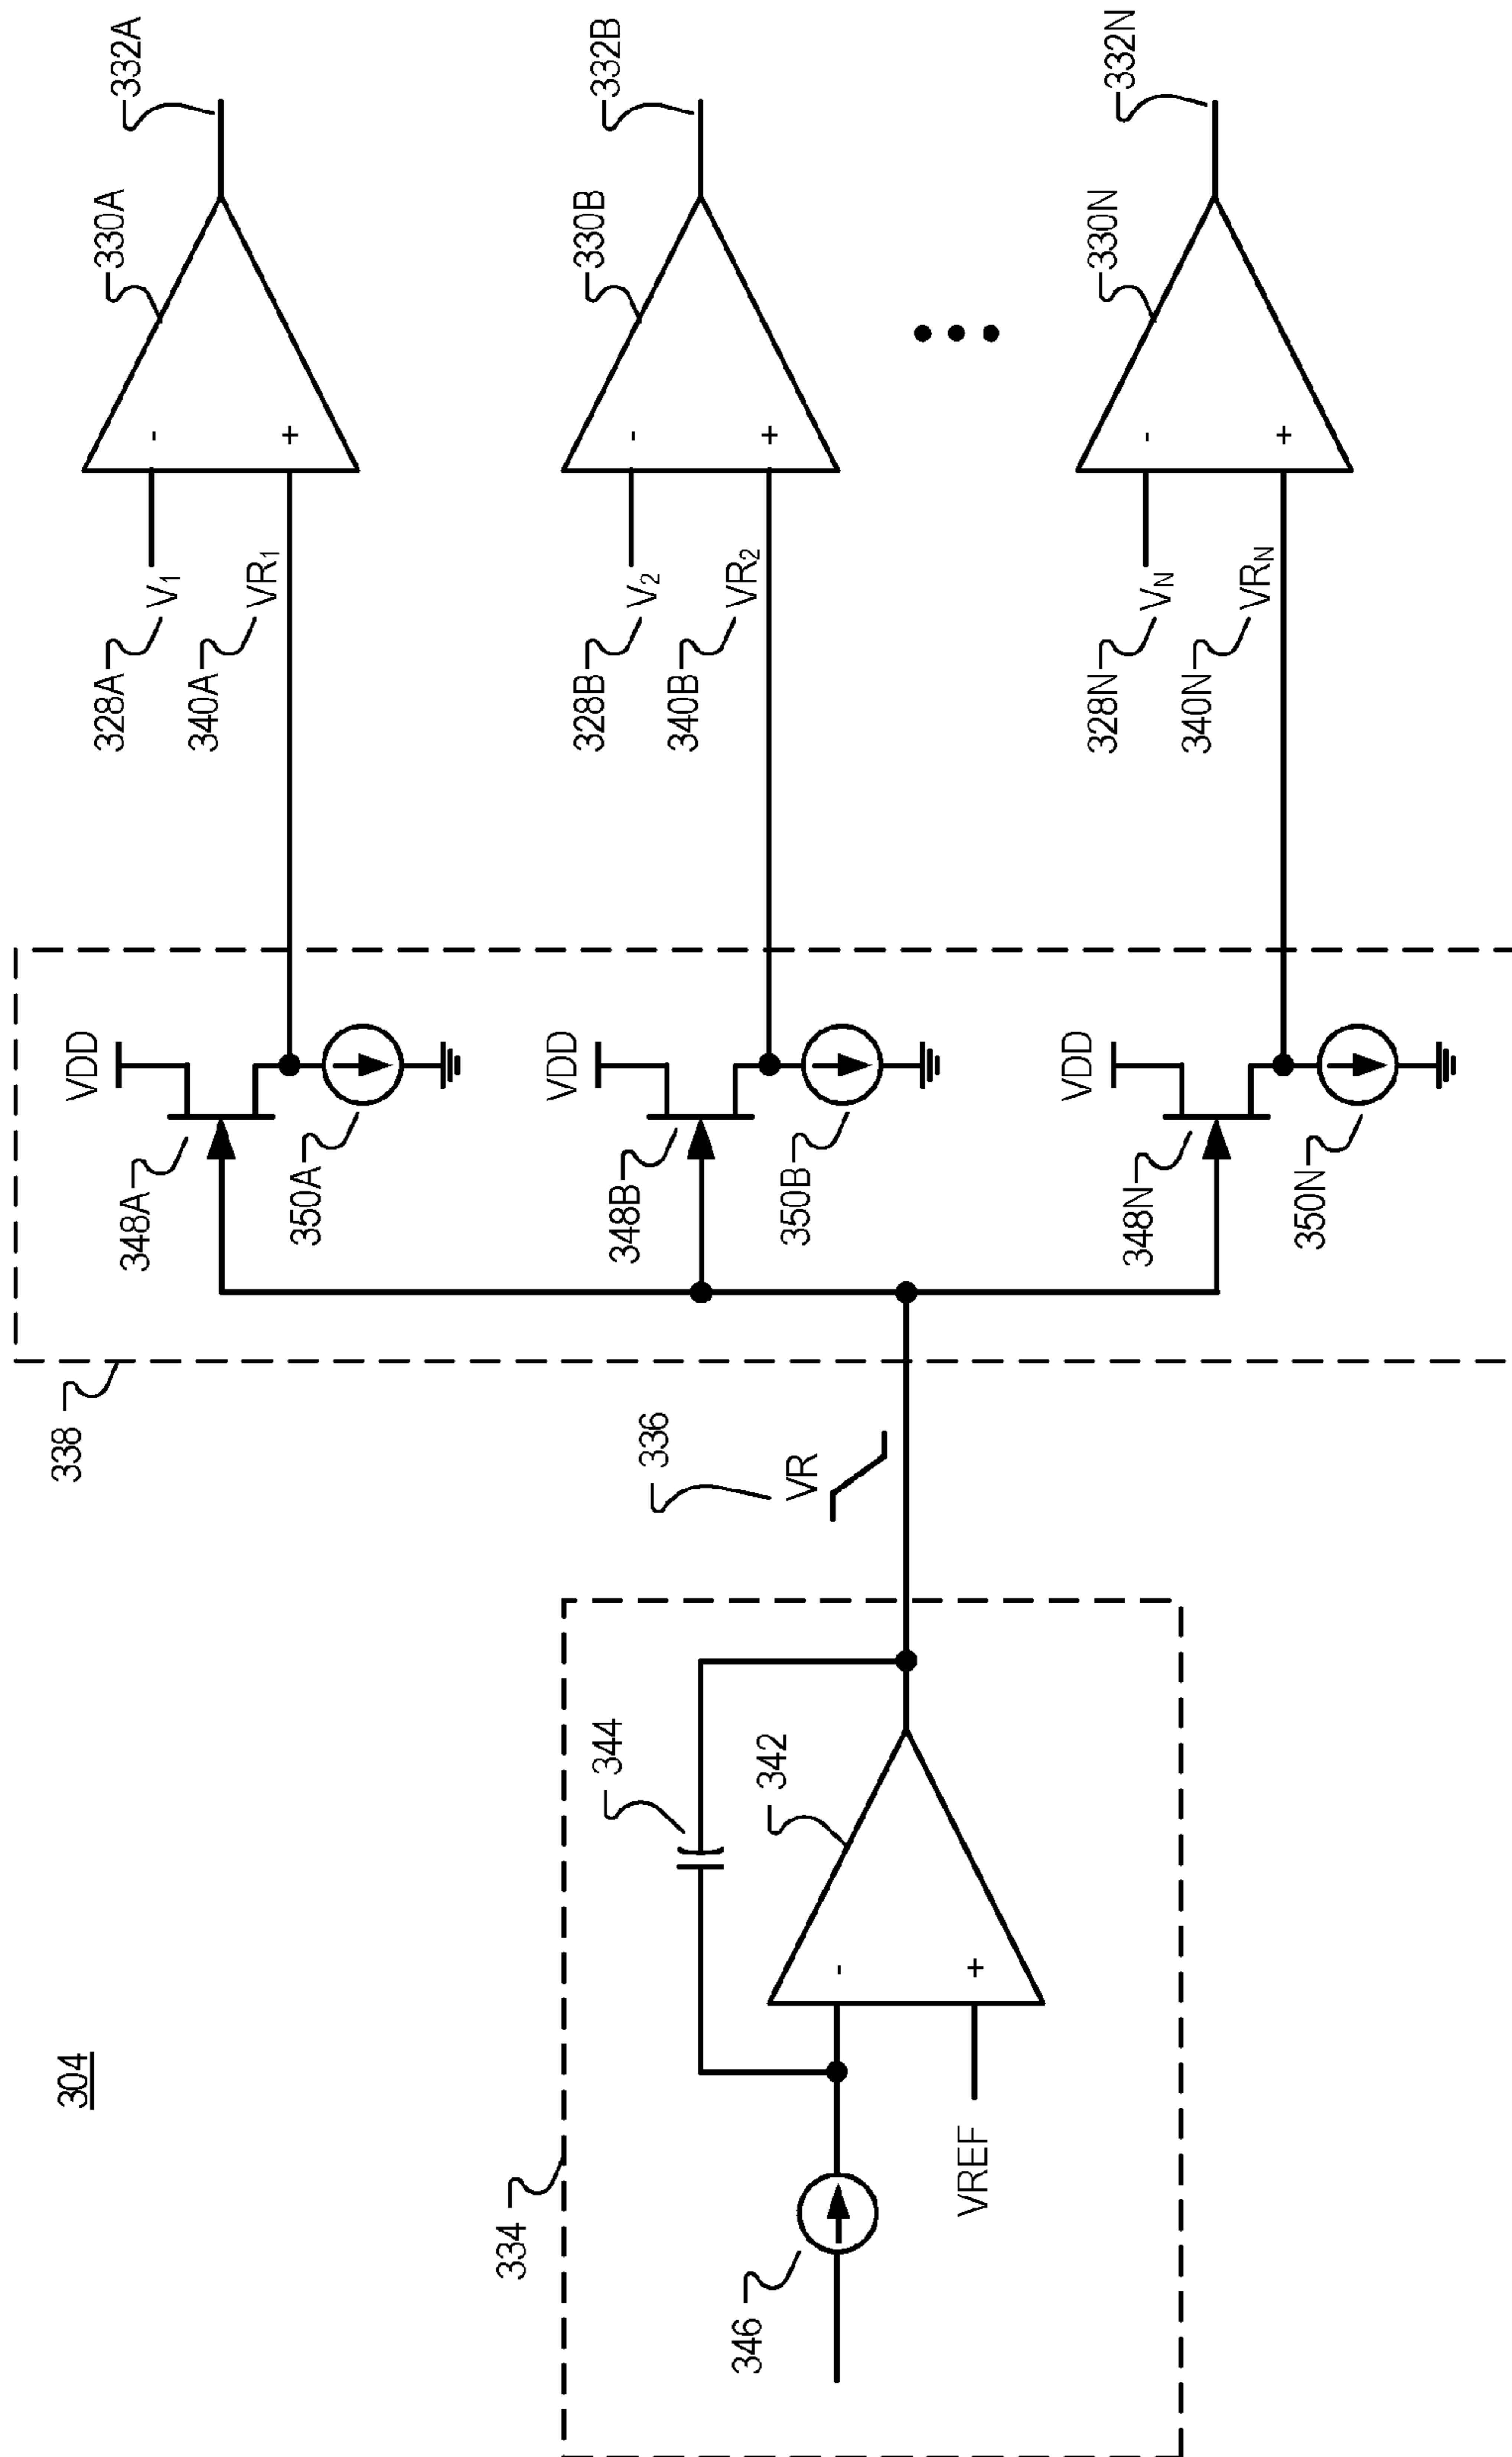 304
334
346
VREF
-
+
342
344
336
VR
338
348A
VDD
350A
328A
V1
340A
VR1
-
+
330A
332A
348B
VDD
350B
328B
V2
340B
VR2
-
+
330B
332B
348N
VDD
350N
328N
VN
340N
VRN
-
+
330N
332N